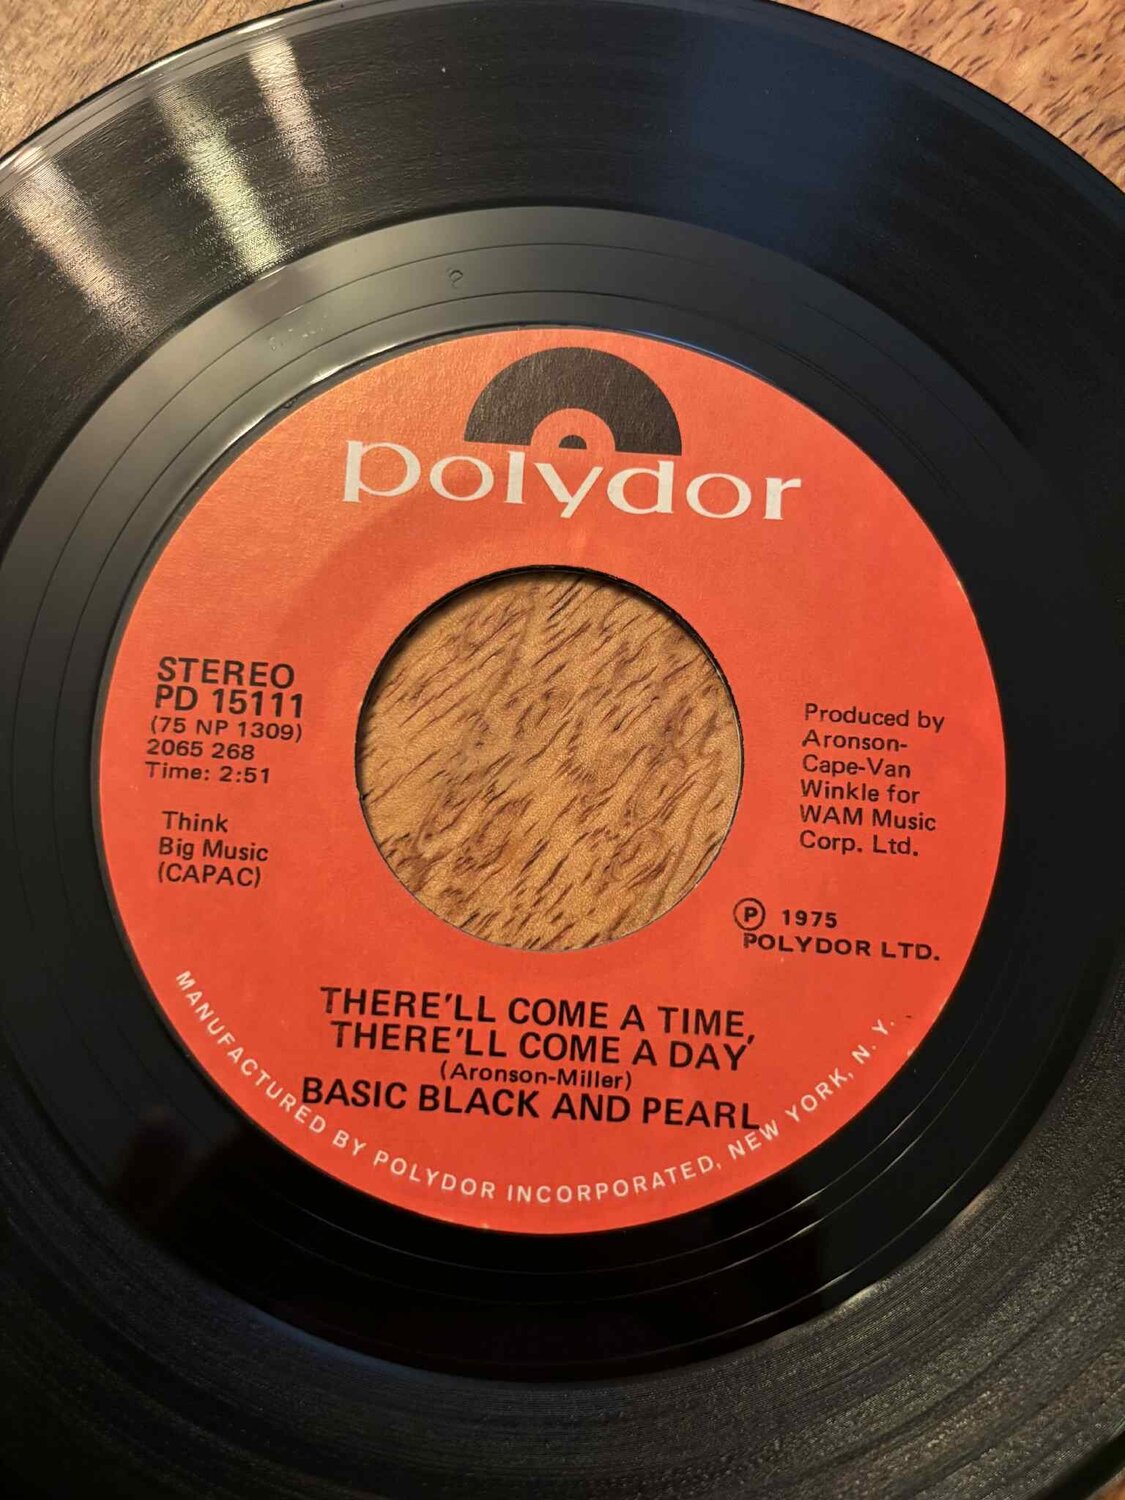 polydor
STEREO
PD 15111
(75 NP 1309)
2065 268
Time: 2:51
Think
Big Music
(CAPAC)
Produced by
Aronson-
Cape-Van
Winkle for
WAM Music
Corp. Ltd.
Ⓟ 1975
POLYDOR LTD.
THERE'LL COME A TIME,
THERE'LL COME A DAY
(Aronson-Miller)
BASIC BLACK AND PEARL
MANUFACTURED BY POLYDOR INCORPORATED, NEW YORK, N. Y.